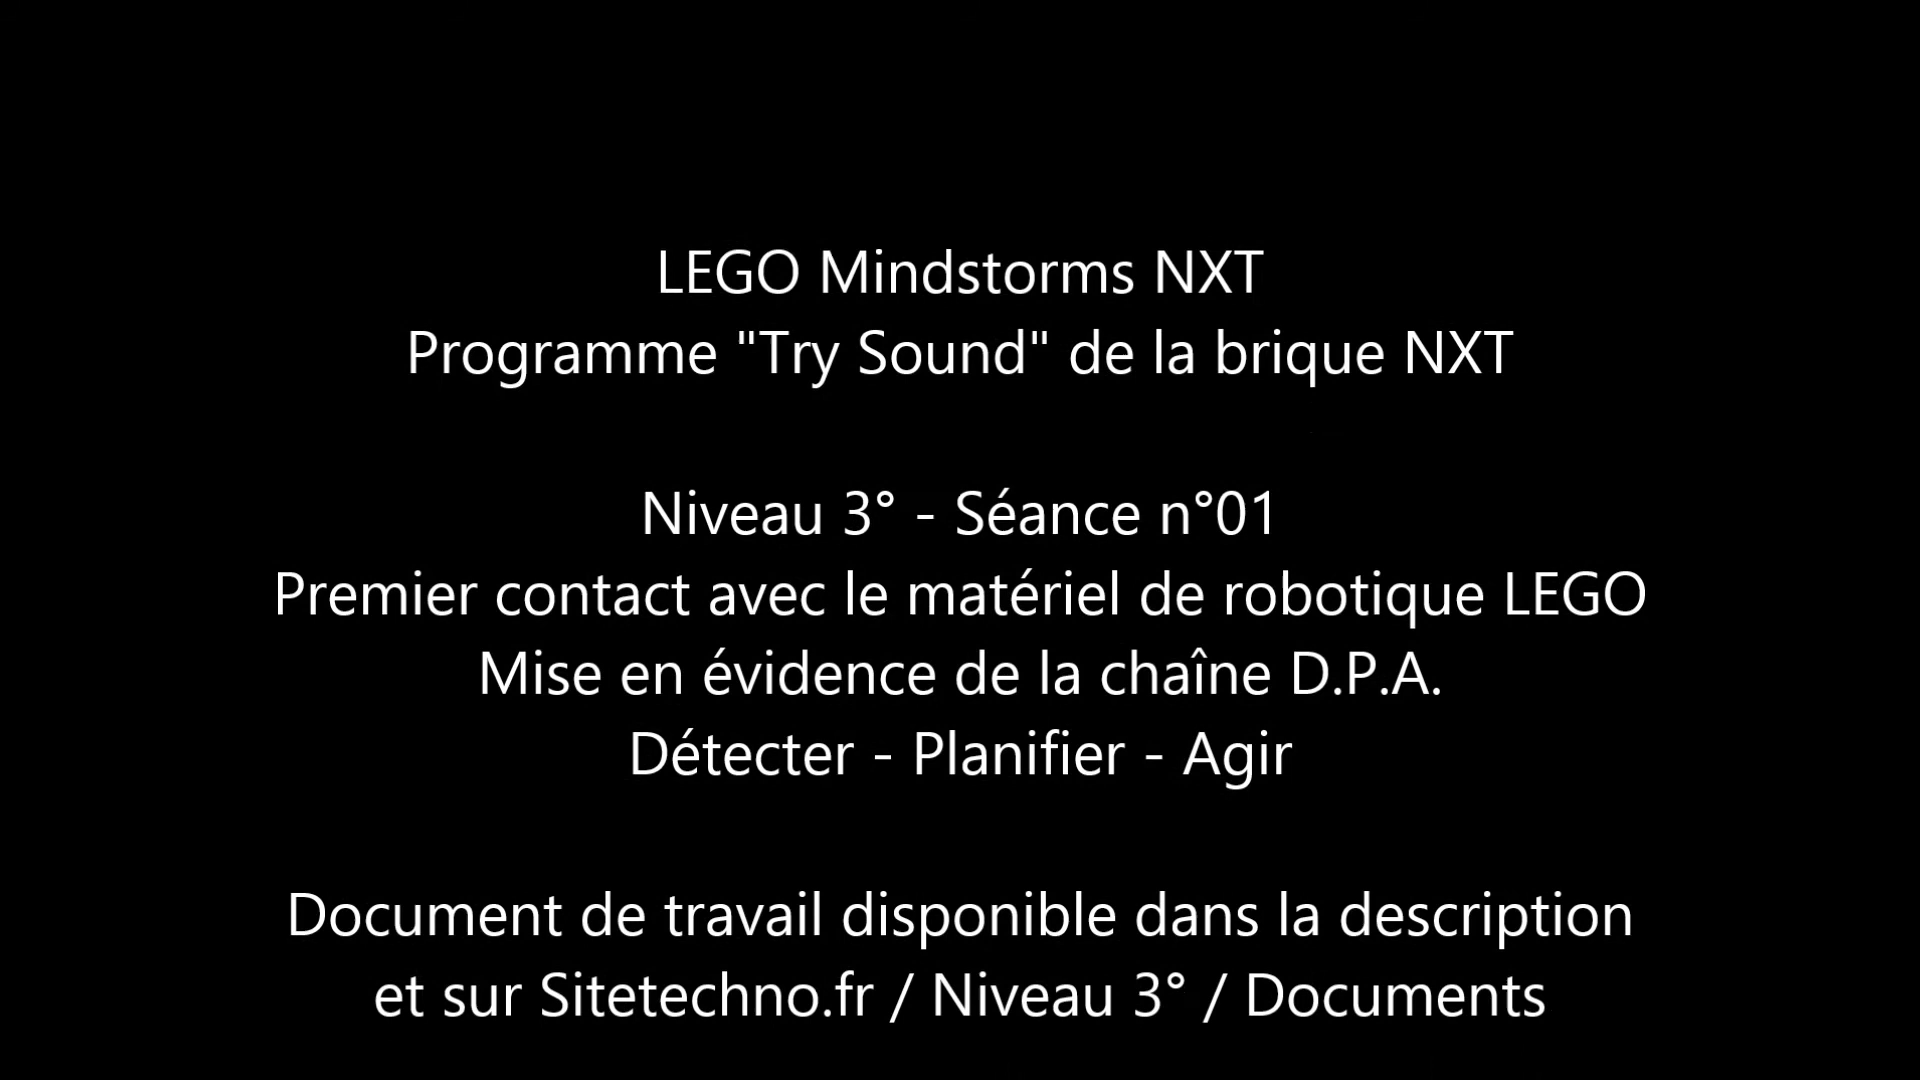 LEGO Mindstorms NXT
Programme "Try Sound" de la brique NXT
Niveau 3° - Séance n°01
Premier contact avec le matériel de robotique LEGO
Mise en évidence de la chaîne D.P.A.
Détecter - Planifier - Agir
Document de travail disponible dans la description
et sur Sitetechno.fr / Niveau 3° / Documents